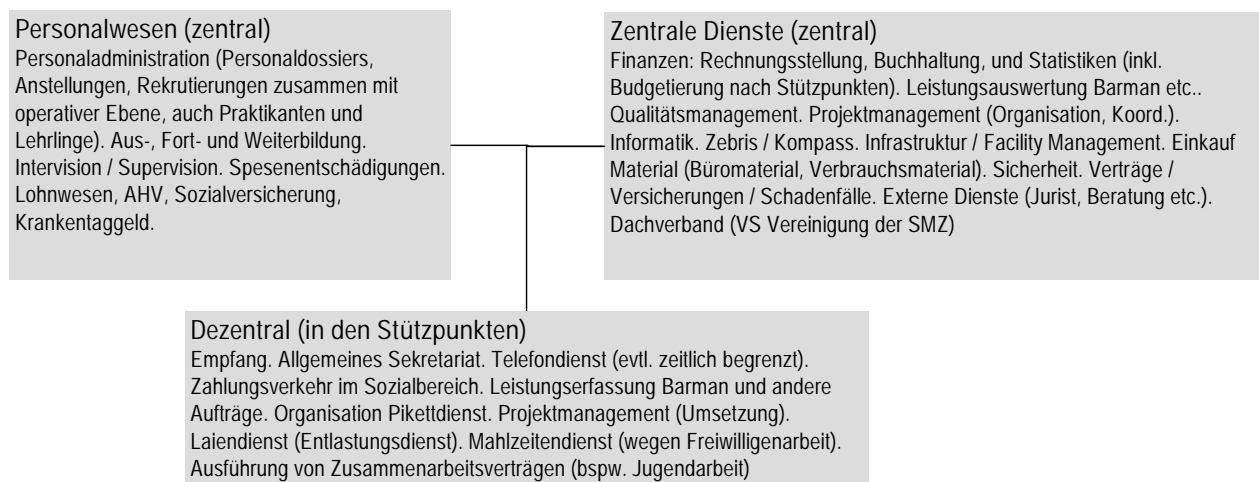 Personalwesen (zentral)
Personaladministration (Personaldossiers,
Anstellungen, Rekrutierungen zusammen mit
operativer Ebene, auch Praktikanten und
Lehrlinge). Aus-, Fort- und Weiterbildung.
Intervision / Supervision. Spesenentschädigungen.
Lohnwesen, AHV, Sozialversicherung,
Krankentaggeld.
Zentrale Dienste (zentral)
Finanzen: Rechnungsstellung, Buchhaltung, und Statistiken (inkl.
Budgetierung nach Stützpunkten). Leistungsauswertung Barman etc..
Qualitätsmanagement. Projektmanagement (Organisation, Koord.).
Informatik. Zebris / Kompass. Infrastruktur / Facility Management. Einkauf
Material (Büromaterial, Verbrauchsmaterial). Sicherheit. Verträge /
Versicherungen / Schadenfälle. Externe Dienste (Jurist, Beratung etc.).
Dachverband (VS Vereinigung der SMZ)
Dezentral (in den Stützpunkten)
Empfang. Allgemeines Sekretariat. Telefondienst (evtl. zeitlich begrenzt).
Zahlungsverkehr im Sozialbereich. Leistungserfassung Barman und andere
Aufträge. Organisation Pikettdienst. Projektmanagement (Umsetzung).
Laiendienst (Entlastungsdienst). Mahlzeitendienst (wegen Freiwilligenarbeit).
Ausführung von Zusammenarbeitsverträgen (bspw. Jugendarbeit)